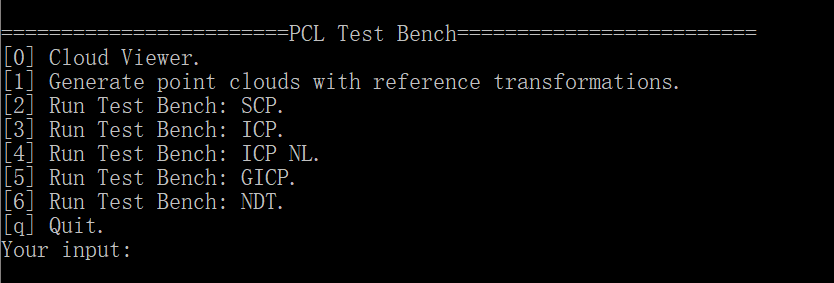 ========================PCL Test Bench=========================
[0] Cloud Viewer.
[1] Generate point clouds with reference transformations.
[2] Run Test Bench: SCP.
[3] Run Test Bench: ICP.
[4] Run Test Bench: ICP NL.
[5] Run Test Bench: GICP.
[6] Run Test Bench: NDT.
[q] Quit.
Your input: